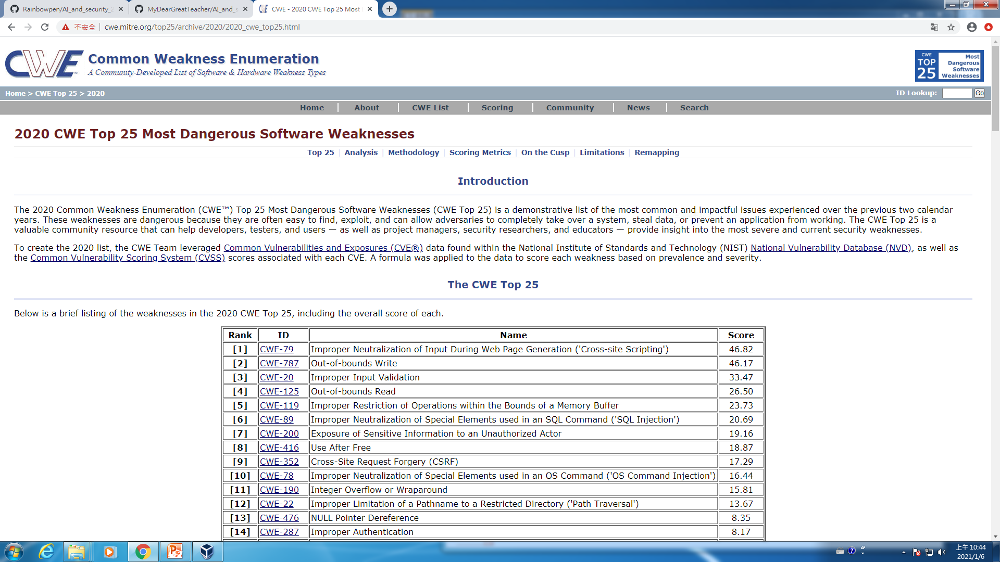 Rainbowpen/AI_and_security_2
MyDearGreatTeacher/AI_and_s
CWE - 2020 CWE Top 25 Most
不安全 | cwe.mitre.org/top25/archive/2020/2020_cwe_top25.html
CWE Common Weakness Enumeration
A Community-Developed List of Software & Hardware Weakness Types
CWE TOP 25 Most Dangerous Software Weaknesses
Home > CWE Top 25 > 2020
ID Lookup: Go
Home | About | CWE List | Scoring | Community | News | Search
2020 CWE Top 25 Most Dangerous Software Weaknesses
Top 25 | Analysis | Methodology | Scoring Metrics | On the Cusp | Limitations | Remapping
Introduction
The 2020 Common Weakness Enumeration (CWE™) Top 25 Most Dangerous Software Weaknesses (CWE Top 25) is a demonstrative list of the most common and impactful issues experienced over the previous two calendar
years. These weaknesses are dangerous because they are often easy to find, exploit, and can allow adversaries to completely take over a system, steal data, or prevent an application from working. The CWE Top 25 is a
valuable community resource that can help developers, testers, and users — as well as project managers, security researchers, and educators — provide insight into the most severe and current security weaknesses.
To create the 2020 list, the CWE Team leveraged Common Vulnerabilities and Exposures (CVE®) data found within the National Institute of Standards and Technology (NIST) National Vulnerability Database (NVD), as well as
the Common Vulnerability Scoring System (CVSS) scores associated with each CVE. A formula was applied to the data to score each weakness based on prevalence and severity.
The CWE Top 25
Below is a brief listing of the weaknesses in the 2020 CWE Top 25, including the overall score of each.
Rank ID Name Score
[1] CWE-79 Improper Neutralization of Input During Web Page Generation ('Cross-site Scripting') 46.82
[2] CWE-787 Out-of-bounds Write 46.17
[3] CWE-20 Improper Input Validation 33.47
[4] CWE-125 Out-of-bounds Read 26.50
[5] CWE-119 Improper Restriction of Operations within the Bounds of a Memory Buffer 23.73
[6] CWE-89 Improper Neutralization of Special Elements used in an SQL Command ('SQL Injection') 20.69
[7] CWE-200 Exposure of Sensitive Information to an Unauthorized Actor 19.16
[8] CWE-416 Use After Free 18.87
[9] CWE-352 Cross-Site Request Forgery (CSRF) 17.29
[10] CWE-78 Improper Neutralization of Special Elements used in an OS Command ('OS Command Injection') 16.44
[11] CWE-190 Integer Overflow or Wraparound 15.81
[12] CWE-22 Improper Limitation of a Pathname to a Restricted Directory ('Path Traversal') 13.67
[13] CWE-476 NULL Pointer Dereference 8.35
[14] CWE-287 Improper Authentication 8.17
上午 10:44
2021/1/6